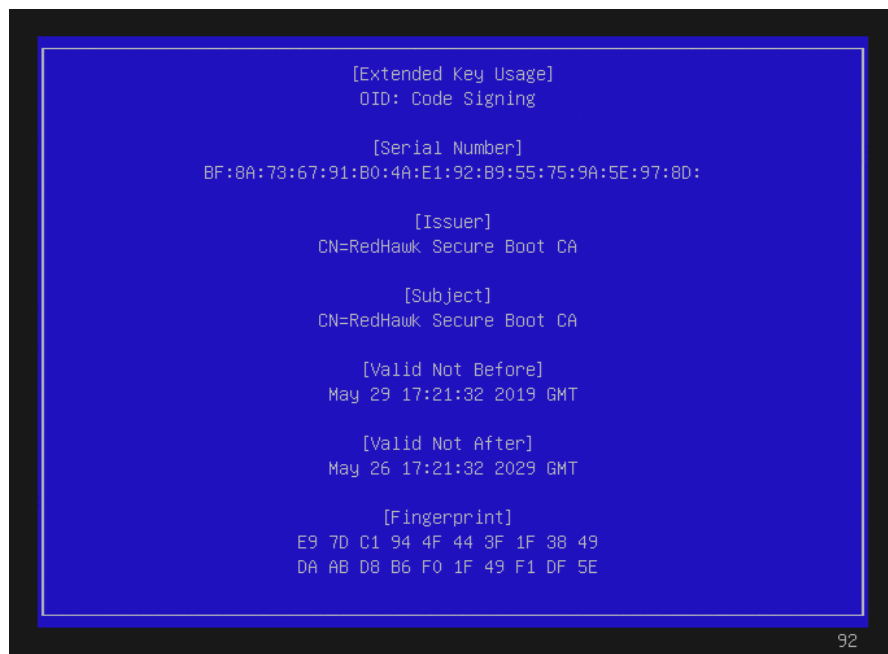 [Extended Key Usage]
OID: Code Signing
[Serial Number]
BF:8A:73:67:91:B0:4A:E1:92:B9:55:75:9A:5E:97:8D:
[Issuer]
CN=RedHawk Secure Boot CA
[Subject]
CN=RedHawk Secure Boot CA
[Valid Not Before]
May 29 17:21:32 2019 GMT
[Valid Not After]
May 26 17:21:32 2029 GMT
[Fingerprint]
E9 7D C1 94 4F 44 3F 1F 38 49
DA AB D8 B6 F0 1F 49 F1 DF 5E
92